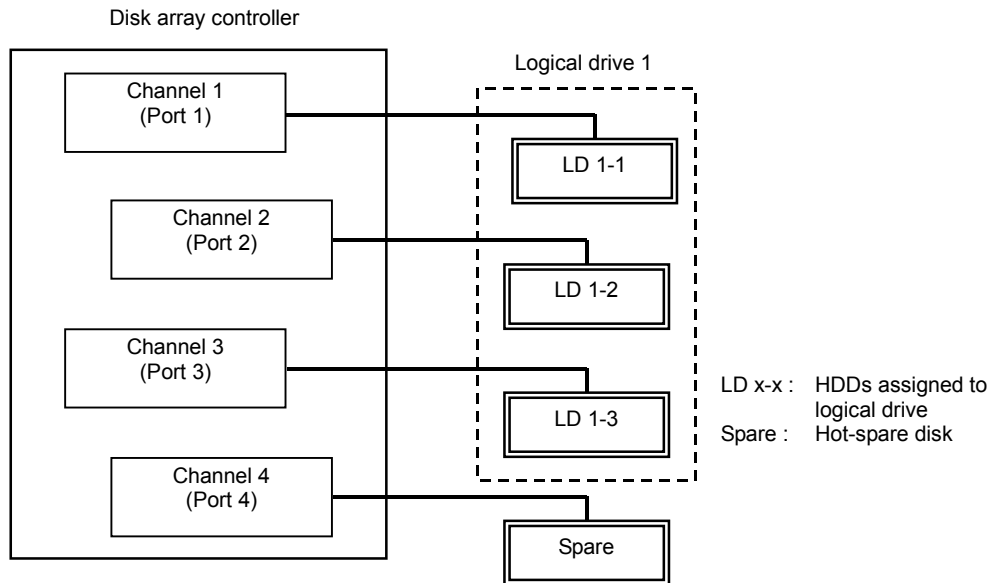 Disk array controller
Channel 1
(Port 1)
Logical drive 1
LD 1-1
Channel 2
(Port 2)
LD 1-2
Channel 3
(Port 3)
LD 1-3
LD x-x : HDDs assigned to
logical drive
Spare : Hot-spare disk
Channel 4
(Port 4)
Spare